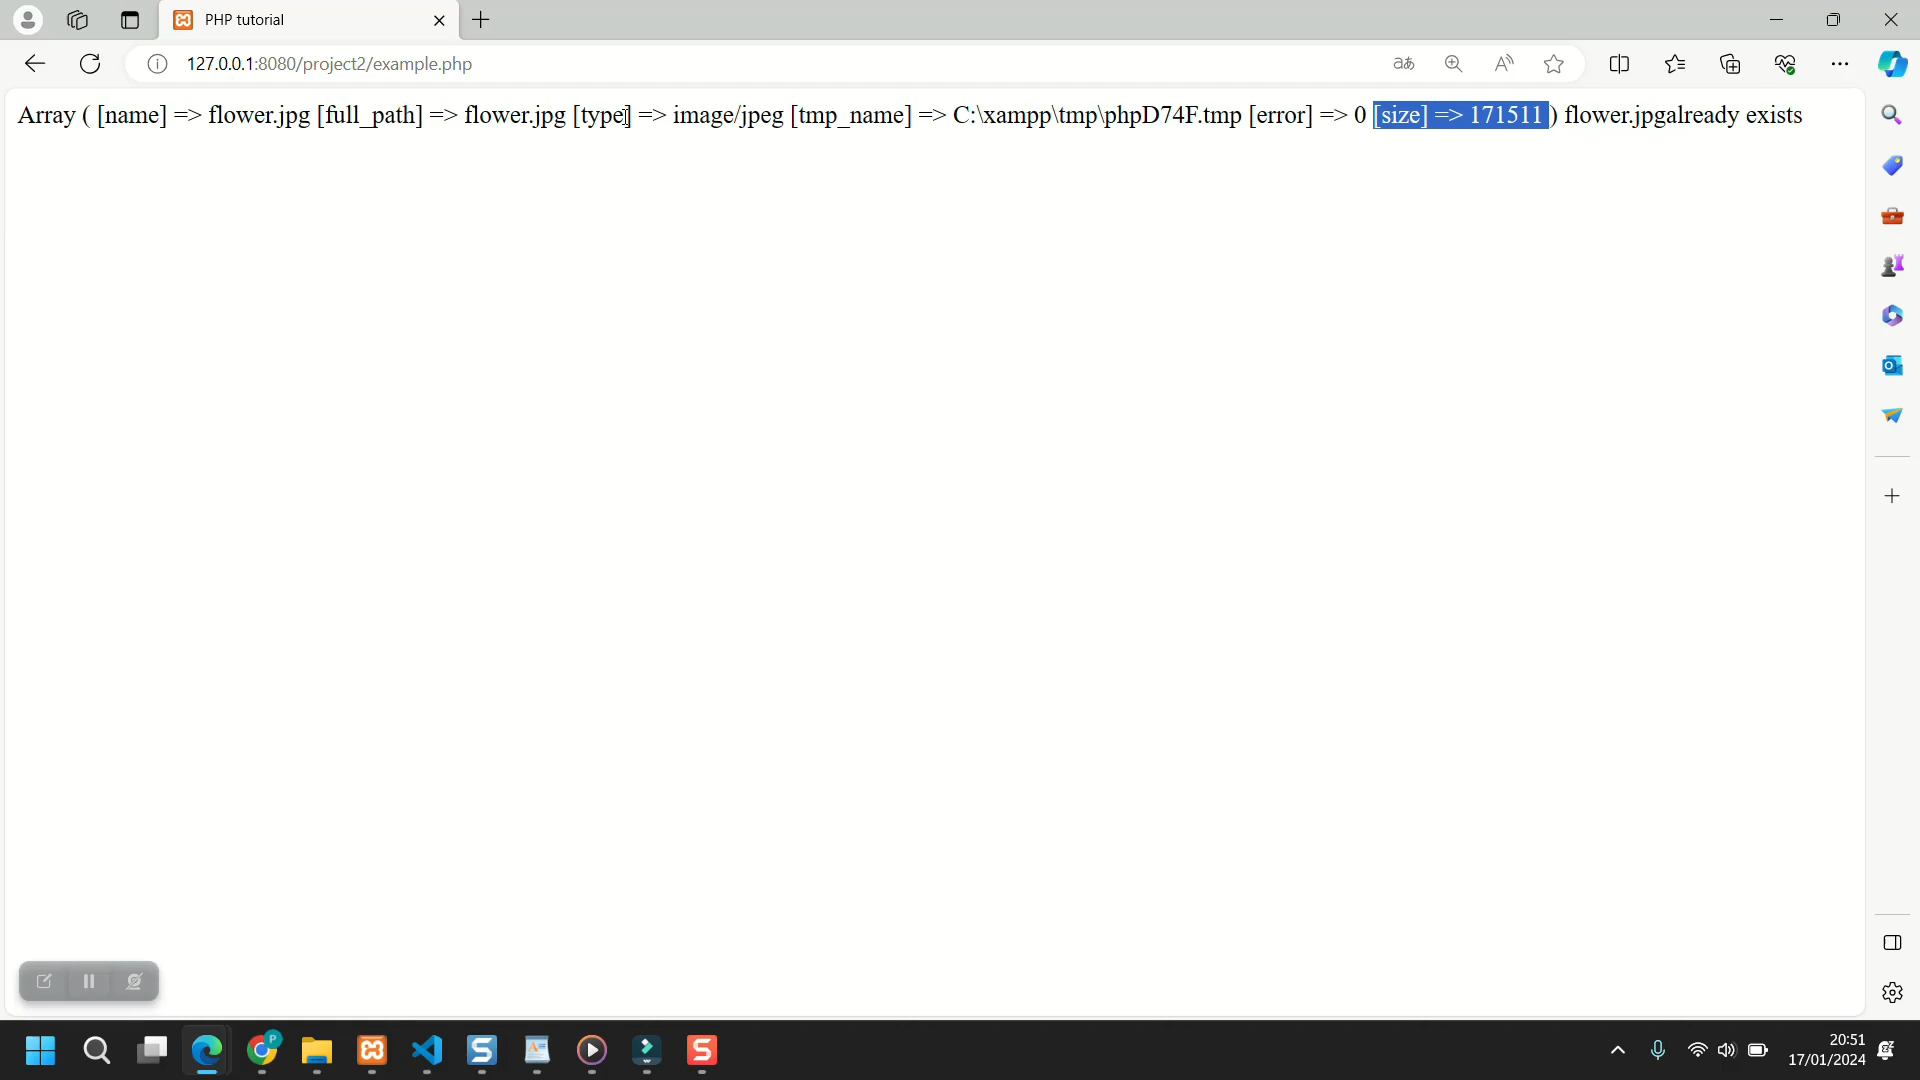 PHP tutorial
127.0.0.1:8080/project2/example.php
Array ( [name] => flower.jpg [full_path] => flower.jpg [type] => image/jpeg [tmp_name] => C:\xampp\tmp\phpD74F.tmp [error] => 0 [size] => 171511 ) flower.jpgalready exists
20:51
17/01/2024